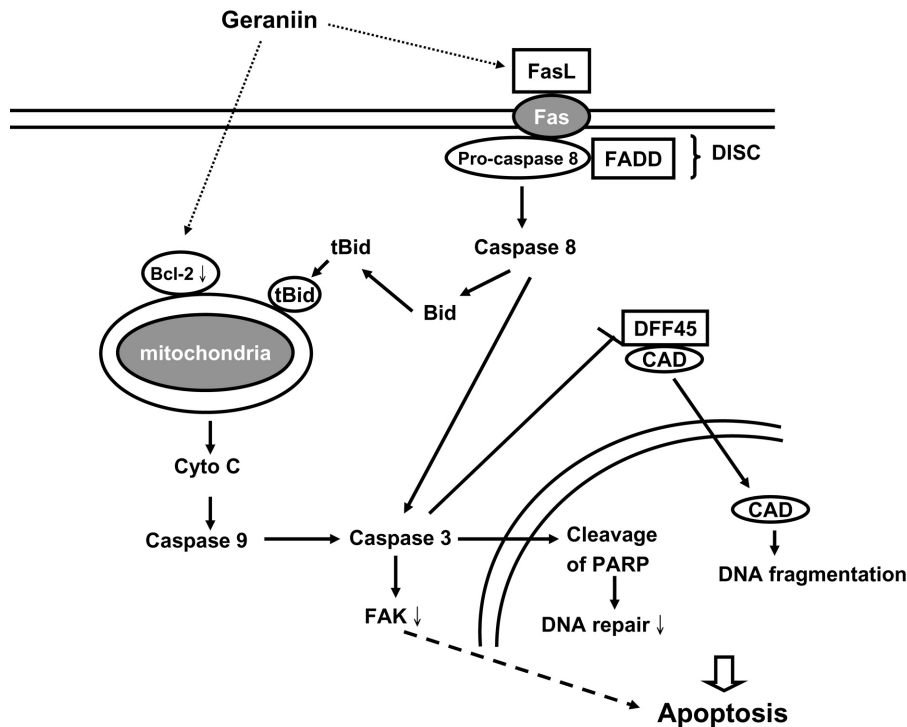 Geraniin
FasL
Fas
Pro-caspase 8
FADD
DISC
Caspase 8
tBid
Bcl-2 ↓
tBid
Bid
DFF45
CAD
mitochondria
Cyto C
CAD
Caspase 9
Caspase 3
Cleavage
of PARP
DNA fragmentation
FAK ↓
DNA repair ↓
Apoptosis